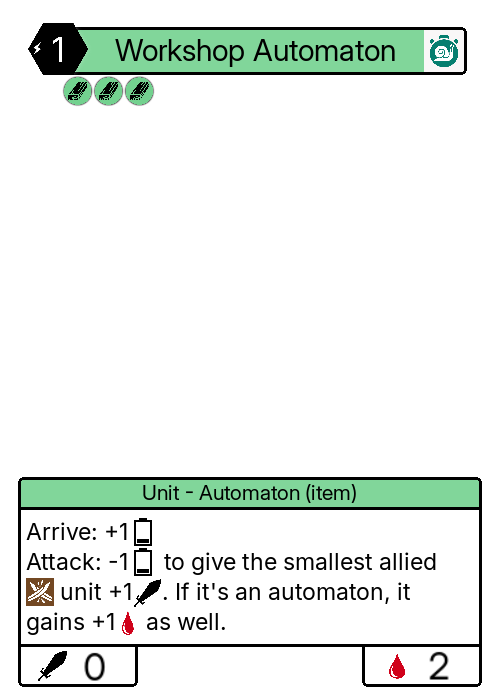 1 Workshop Automaton
Unit - Automaton (item)
Arrive: +1
Attack: -1 to give the smallest allied
unit +1. If it's an automaton, it
gains +1 as well.
0 2